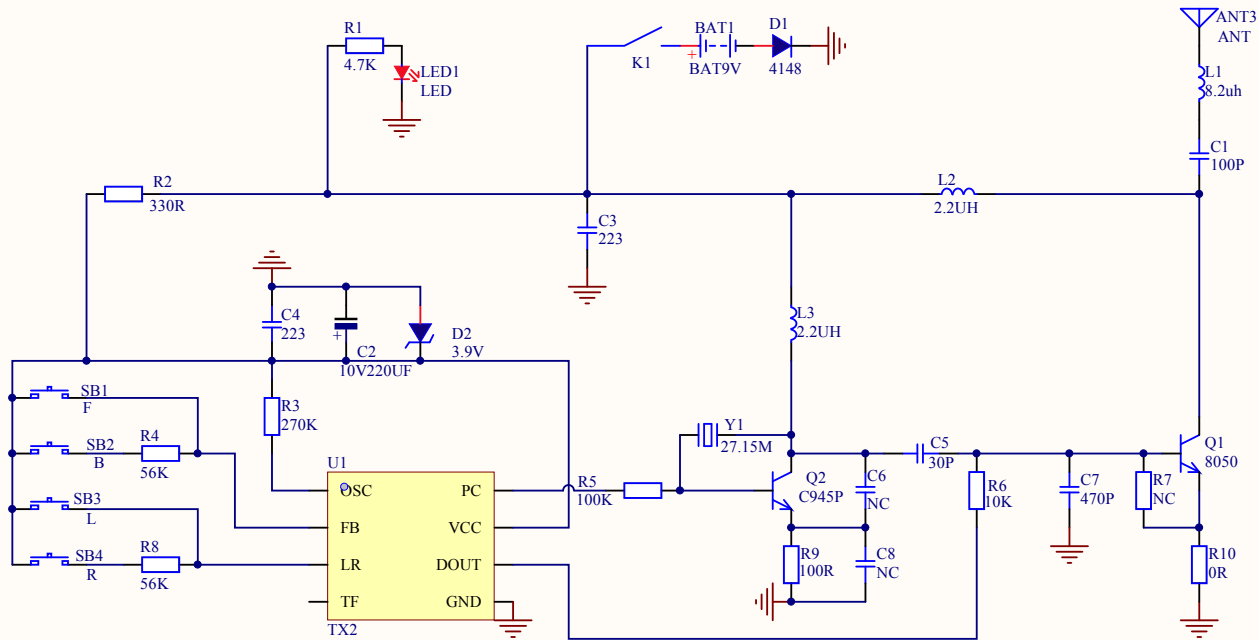 R1
4.7K
LED1
LED
K1
+
BAT1
BAT9V
D1
4148
ANT3
ANT
L1
8.2uh
C1
100P
R2
330R
L2
2.2UH
C3
223
C4
223
+
C2
10V220UF
D2
3.9V
L3
2.2UH
SB1
F
SB2
B
R4
56K
R3
270K
SB3
L
SB4
R
R8
56K
U1
OSC
FB
LR
TF
PC
VCC
DOUT
GND
TX2
R5
100K
Y1
27.15M
Q2
C945P
C6
NC
C5
30P
R6
10K
C7
470P
R7
NC
Q1
8050
R9
100R
C8
NC
R10
0R